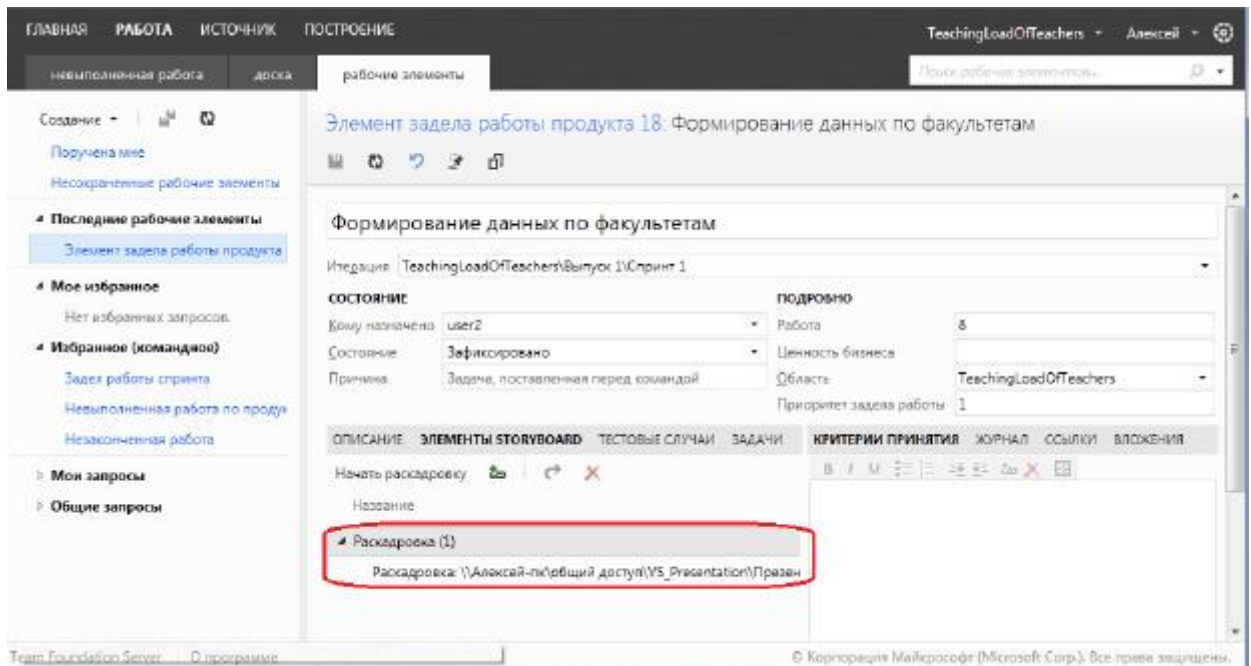 ГЛАВНАЯ РАБОТА ИСТОЧНИК ПОСТРОЕНИЕ TeachingLoadOfTeachers Алексей
невыполненная работа доска рабочие элементы Поиск рабочих элементов...
Создание
Поручена мне
Несохраненные рабочие элементы
Последние рабочие элементы
Элемент задела работы продукта
Мое избранное
Нет избранных запросов.
Избранное (командное)
Задел работы спринта
Невыполненная работа по продук
Незаконченная работа
Мои запросы
Общие запросы
Элемент задела работы продукта 18: Формирование данных по факультетам
Формирование данных по факультетам
Итерация TeachingLoadOfTeachers\Выпуск 1\Спринт 1
СОСТОЯНИЕ
Кому назначено user2
Состояние Зафиксировано
Причина Задача, поставленная перед командой
ПОДРОБНО
Работа 8
Ценность бизнеса
Область TeachingLoadOfTeachers
Приоритет задела работы 1
ОПИСАНИЕ ЭЛЕМЕНТЫ STORYBOARD ТЕСТОВЫЕ СЛУЧАИ ЗАДАЧИ
Начать раскадровку
Название
Раскадровка (1)
Раскадровка: \\Алексей-пк\общий доступ\VS_Presentation\Презен
КРИТЕРИИ ПРИНЯТИЯ ЖУРНАЛ ССЫЛКИ ВЛОЖЕНИЯ
B I U
Team Foundation Server О программе © Корпорация Майкрософт (Microsoft Corp.). Все права защищены.